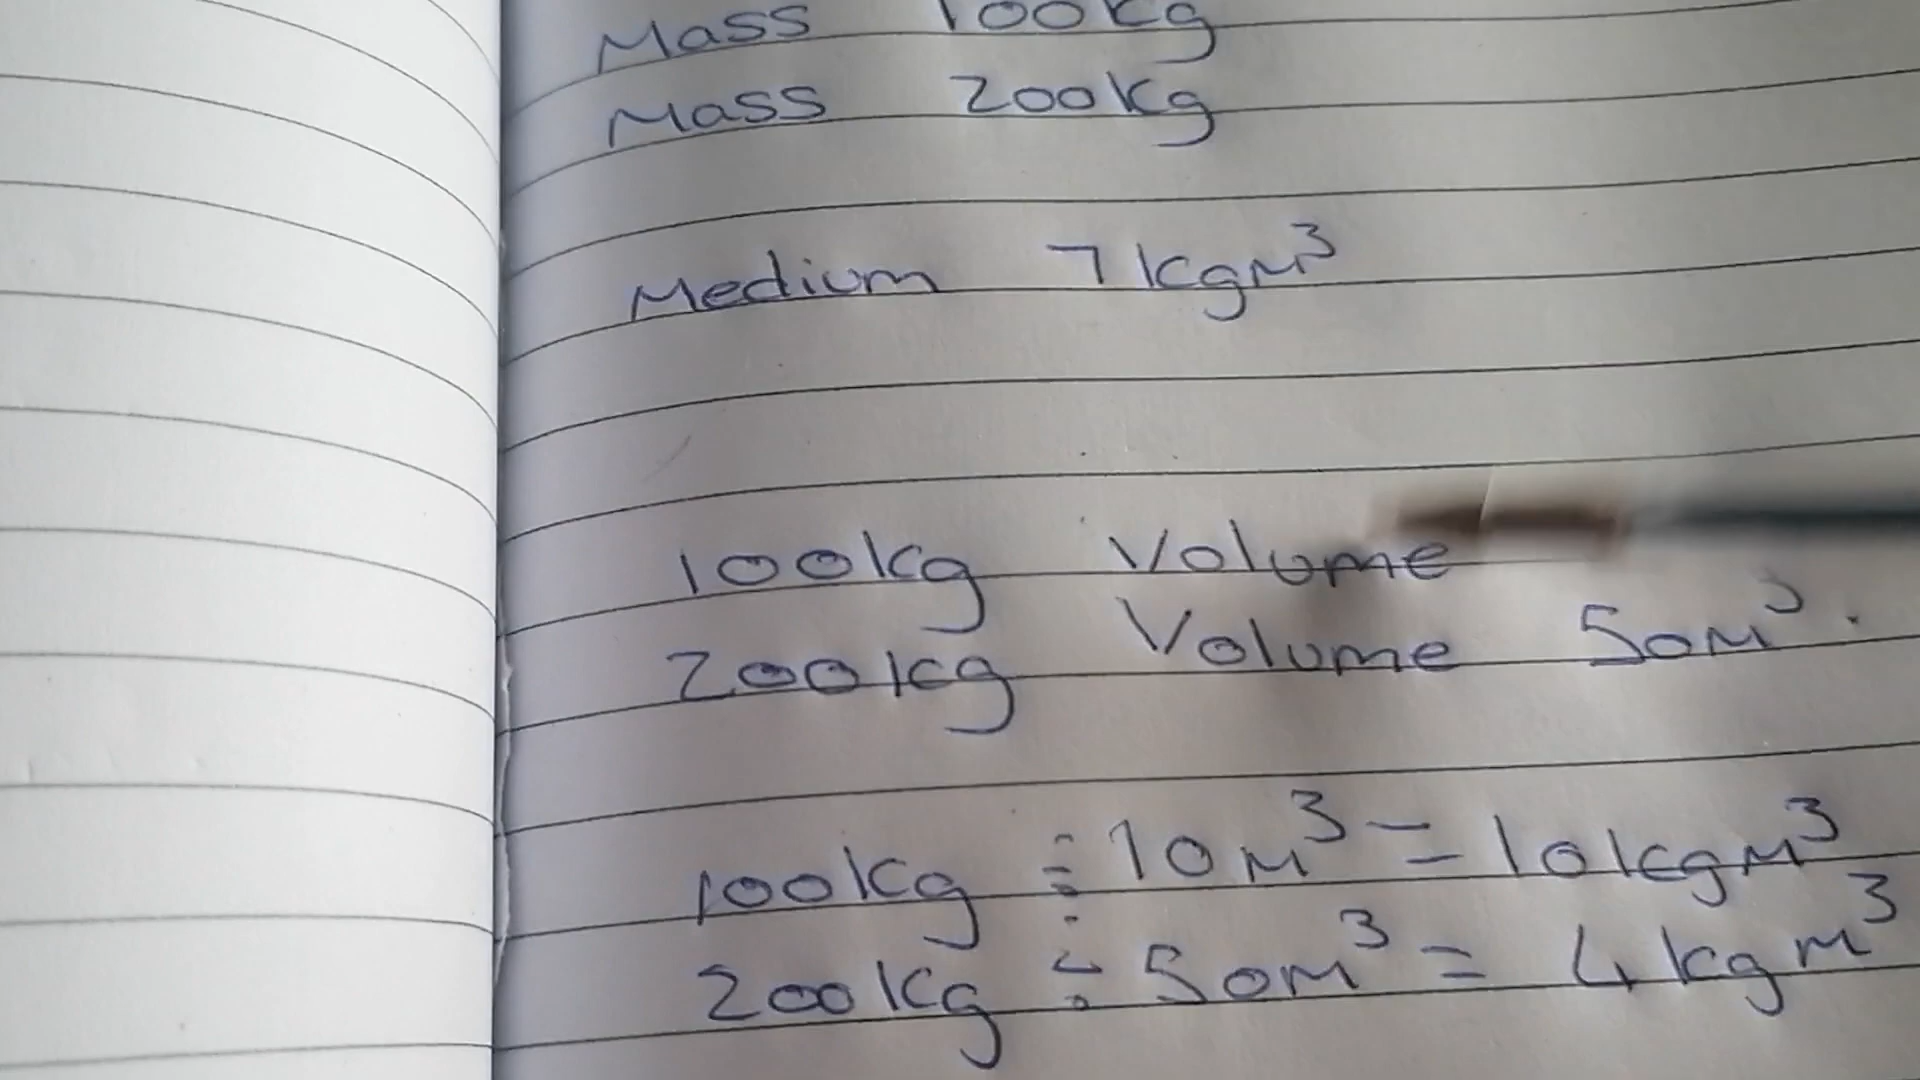 Mass 100kg
Mass 200kg
Medium 7kgm³
100kg Volume
200kg Volume 50m³.
100kg ÷ 10m³ = 10kgm³
200kg ÷ 50m³ = 4kgm³